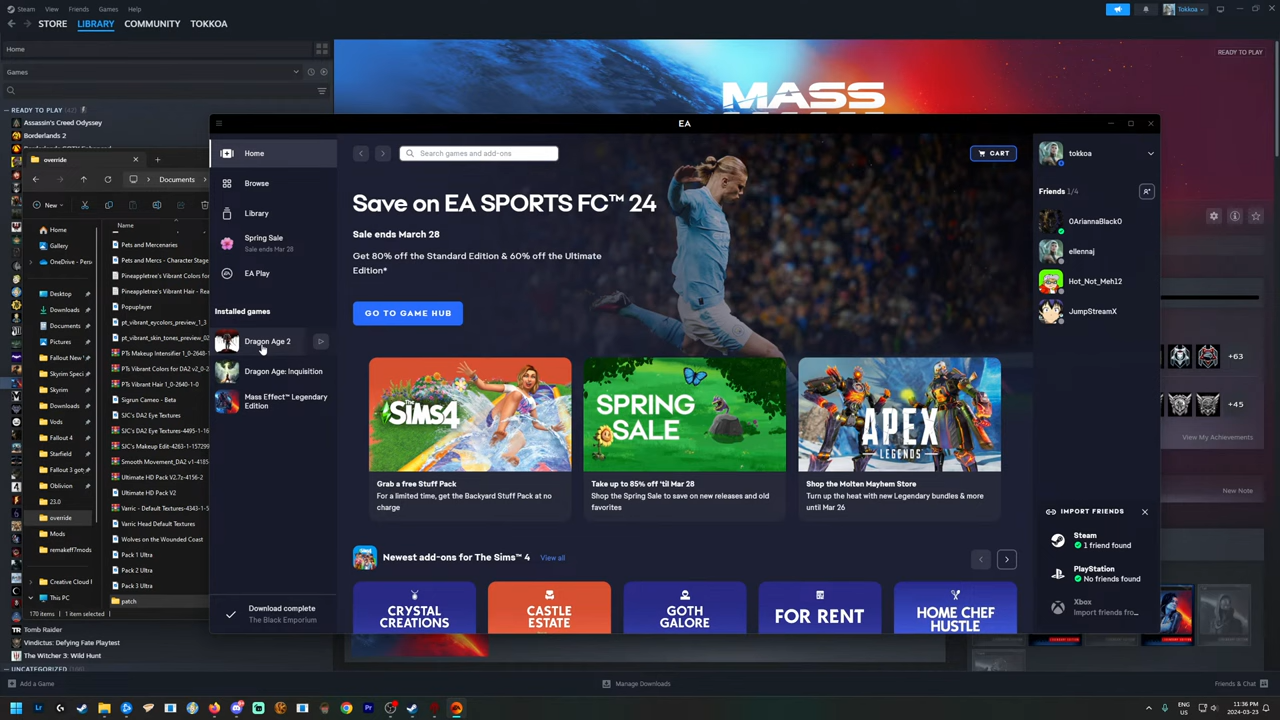 Steam View Friends Games Help
Tokkoa
STORE LIBRARY COMMUNITY TOKKOA
Home
Games
READY TO PLAY
Assassin's Creed Odyssey
Borderlands 2
READY TO PLAY
MASS
+63
+45
View My Achievements
New Note
override
Documents
New
Name
Home
Gallery
OneDrive - Pers
Desktop
Downloads
Documents
Pictures
Fallout New
Skyrim Speci
Skyrim
Downloads
Vods
Fallout 4
Starfield
Fallout 3 got
Oblivion
23.0
override
Mods
remakeff7mods
Creative Cloud F
This PC
Pets and Mercenaries
Pets and Mercs - Character Stage
Pineappletree's Vibrant Colors for
Pineappletree's Vibrant Hair - Rea
Popuplayer
pt_vibrant_eycolors_preview_1_3
pt_vibrant_skin_tones_preview_02
PTs Makeup Intensifier 1_0-2648-1
PTs Vibrant Colors for DA2 v2_0-2
PTs Vibrant Hair 1_0-2640-1-0
Sigrun Cameo - Beta
SJC's DA2 Eye Textures
SJC's DA2 Eye Textures-4495-1-16
SJC's Makeup Edit-4263-1-157299
Smooth Movement_DA2 v1-4185
Ultimate HD Pack V2.7z-4156-2
Ultimate HD Pack V2
Varric - Default Textures-4343-1-5
Varric Head Default Textures
Wolves on the Wounded Coast
Pack 1 Ultra
Pack 2 Ultra
Pack 3 Ultra
patch
170 items 1 item selected
Tomb Raider
Vindictus: Defying Fate Playtest
The Witcher 3: Wild Hunt
UNCATEGORIZED
EA
Home
Browse
Library
Spring Sale
Sale ends Mar 28
EA Play
Installed games
Dragon Age 2
Dragon Age: Inquisition
Mass Effect™ Legendary
Edition
Download complete
The Black Emporium
Search games and add-ons
CART
Save on EA SPORTS FC™ 24
Sale ends March 28
Get 80% off the Standard Edition & 60% off the Ultimate
Edition*
GO TO GAME HUB
THE SIMS 4
SPRING
SALE
APEX
LEGENDS
Grab a free Stuff Pack
For a limited time, get the Backyard Stuff Pack at no
charge
Take up to 85% off 'til Mar 28
Shop the Spring Sale to save on new releases and old
favorites
Shop the Molten Mayhem Store
Turn up the heat with new Legendary bundles & more
until Mar 26
Newest add-ons for The Sims™ 4 View all
CRYSTAL
CREATIONS
CASTLE
ESTATE
GOTH
GALORE
FOR RENT
HOME CHEF
HUSTLE
tokkoa
Friends 1/4
0AriannaBlack0
ellennaj
Hot_Not_Meh12
JumpStreamX
IMPORT FRIENDS
Steam
1 friend found
PlayStation
No friends found
Xbox
Import friends fro...
Add a Game
Manage Downloads
Friends & Chat
ENG
US
11:36 PM
2024-03-23